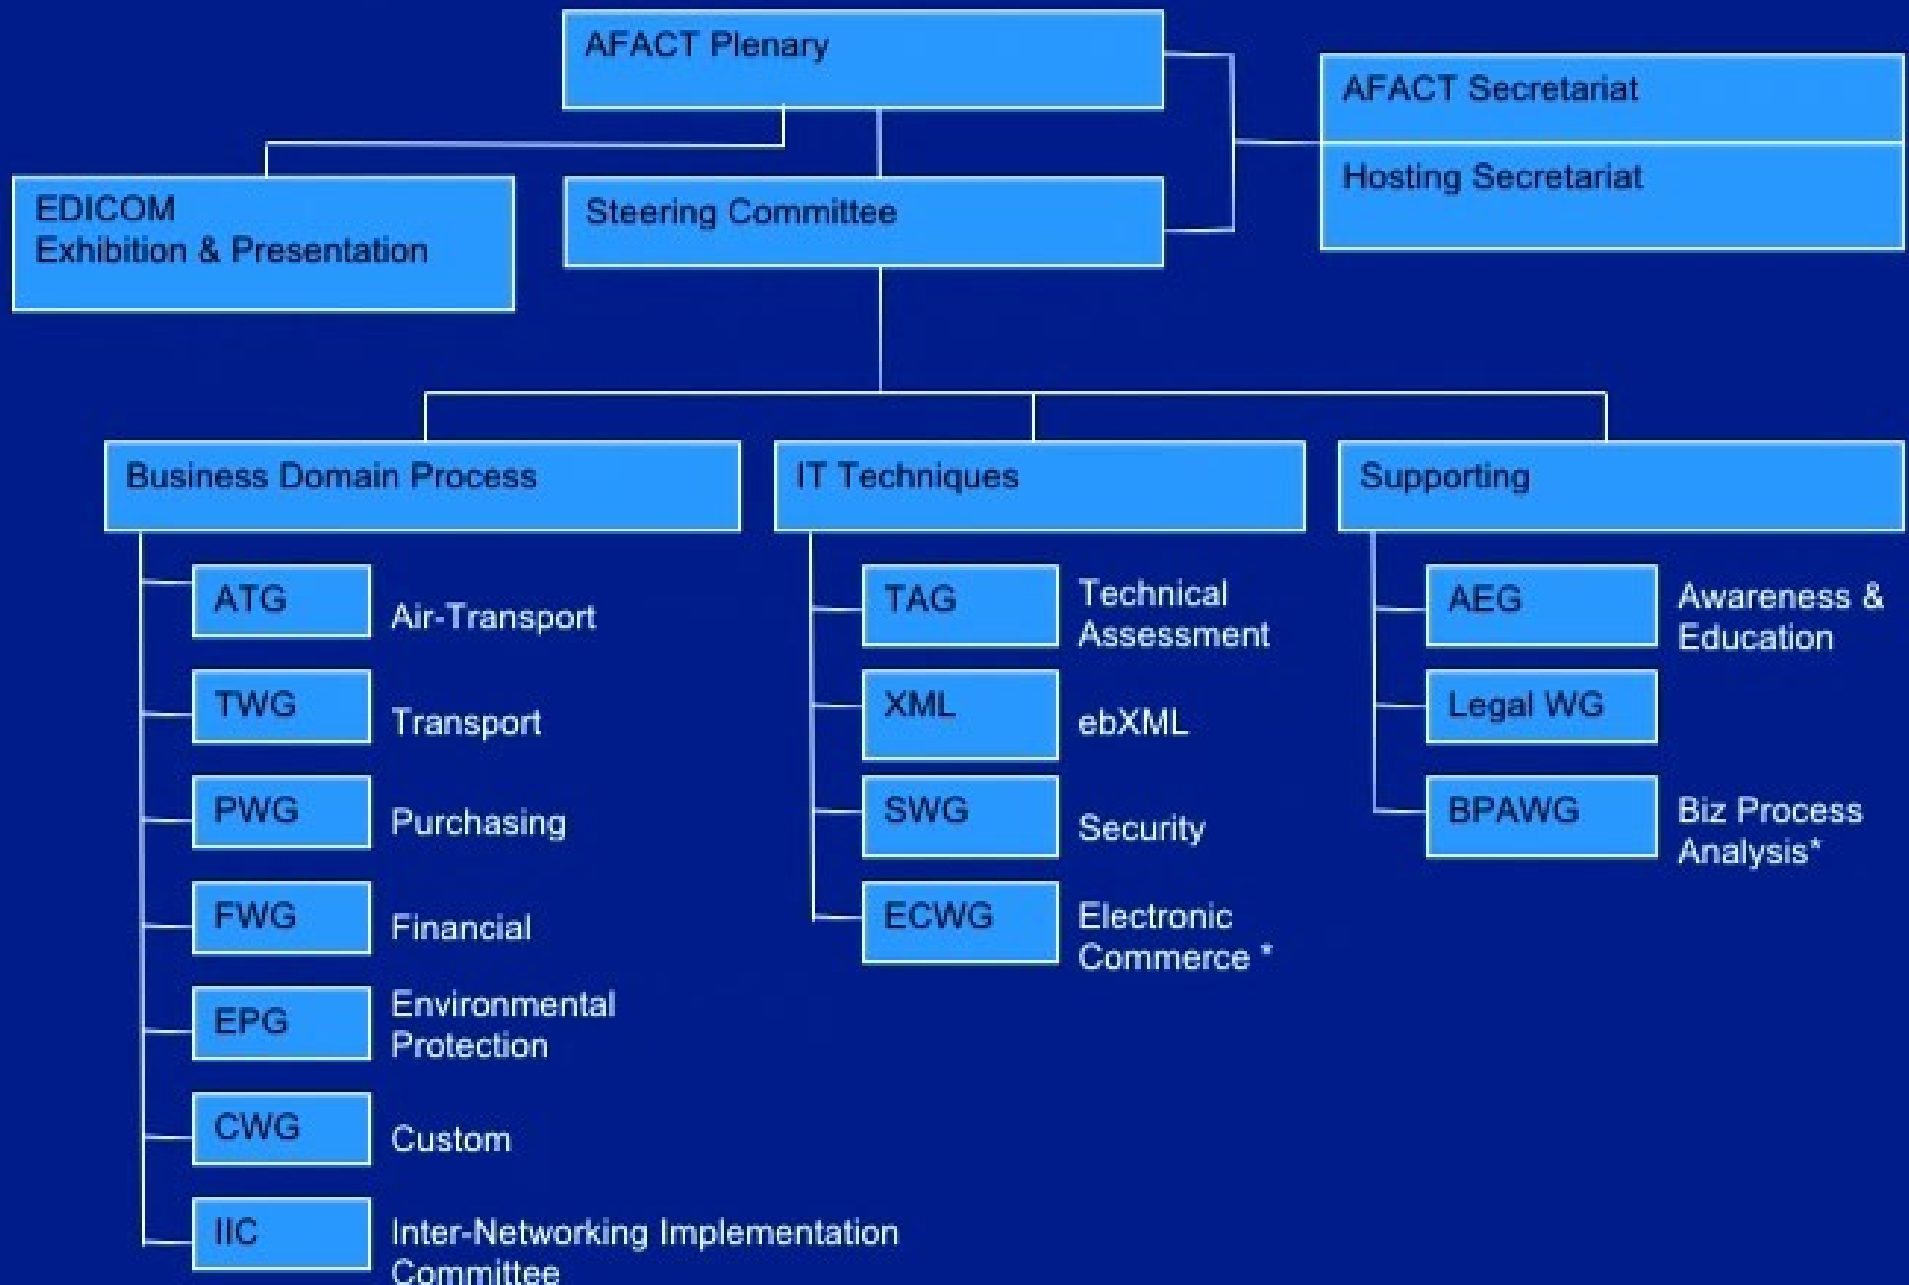 AFACT Plenary
AFACT Secretariat
Hosting Secretariat
EDICOM
Exhibition & Presentation
Steering Committee
Business Domain Process
ATG
Air-Transport
TWG
Transport
PWG
Purchasing
FWG
Financial
EPG
Environmental
Protection
CWG
Custom
IIC
Inter-Networking Implementation
Committee
IT Techniques
TAG
Technical
Assessment
XML
ebXML
SWG
Security
ECWG
Electronic
Commerce *
Supporting
AEG
Awareness &
Education
Legal WG
BPAWG
Biz Process
Analysis*